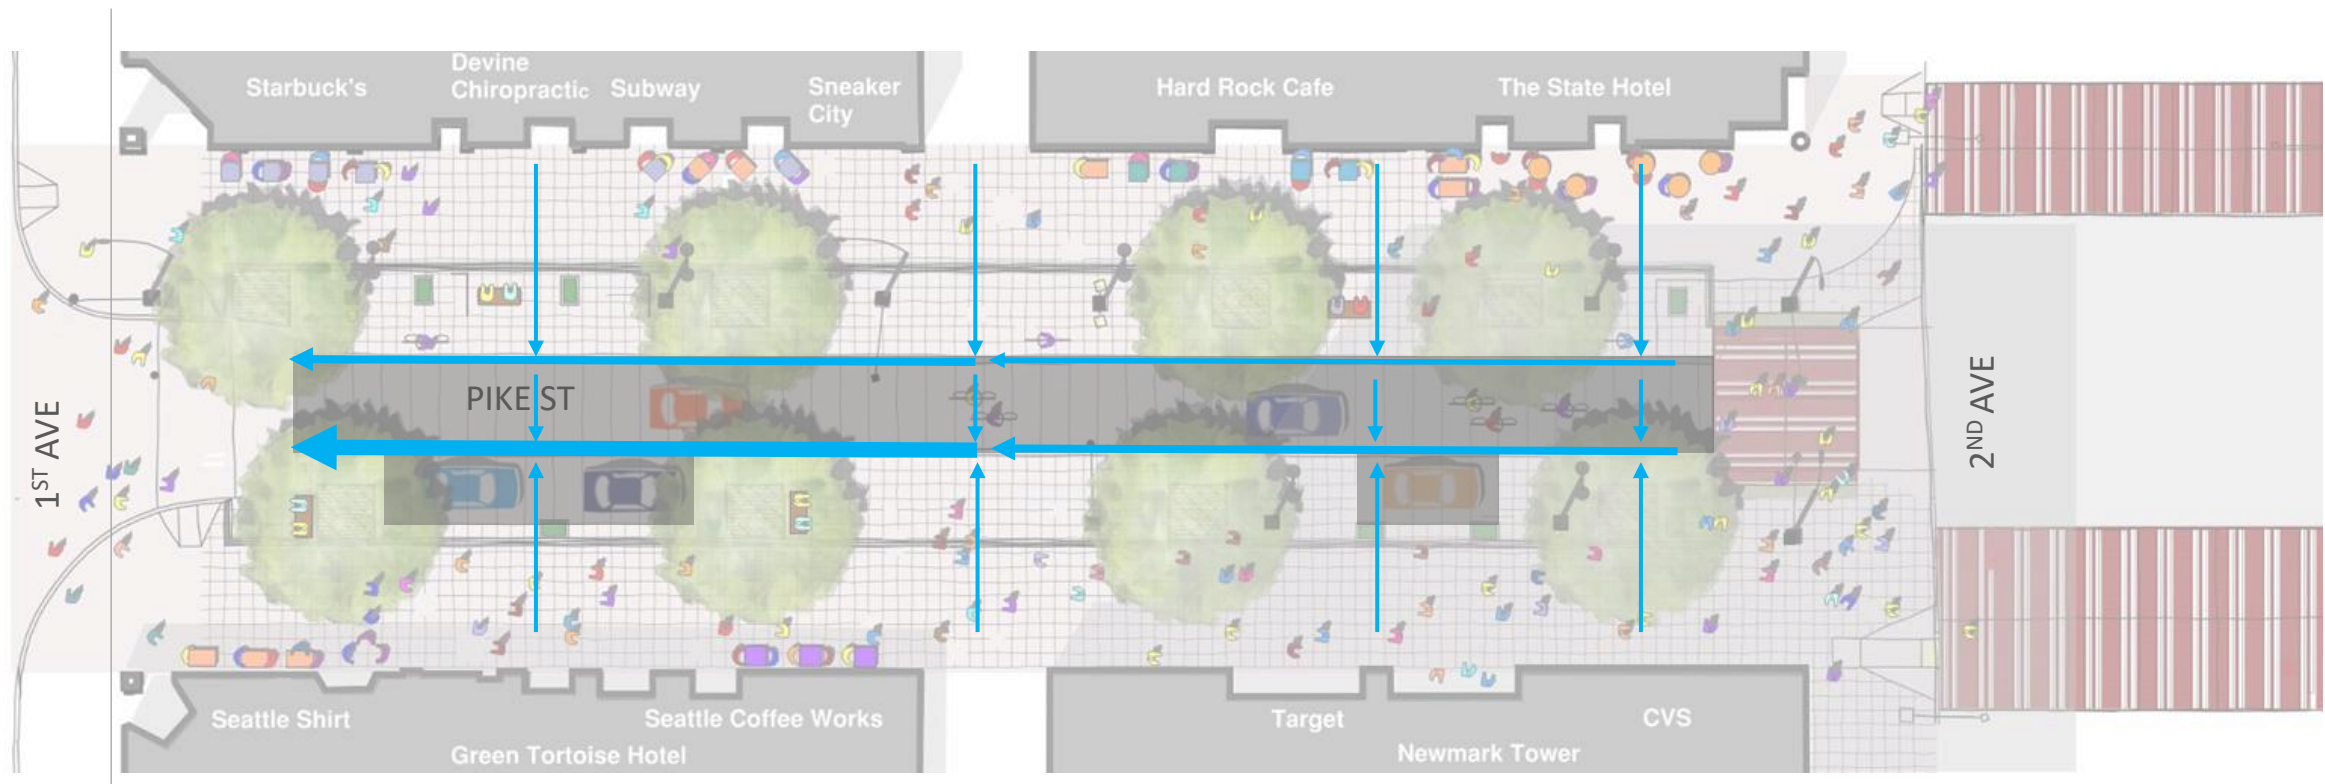 Devine
Starbuck's
Chiropractic
Subway
Sneaker
City
Hard Rock Cafe
The State Hotel
PIKE ST
1ST AVE
2ND AVE
Seattle Shirt
Seattle Coffee Works
Green Tortoise Hotel
Target
CVS
Newmark Tower